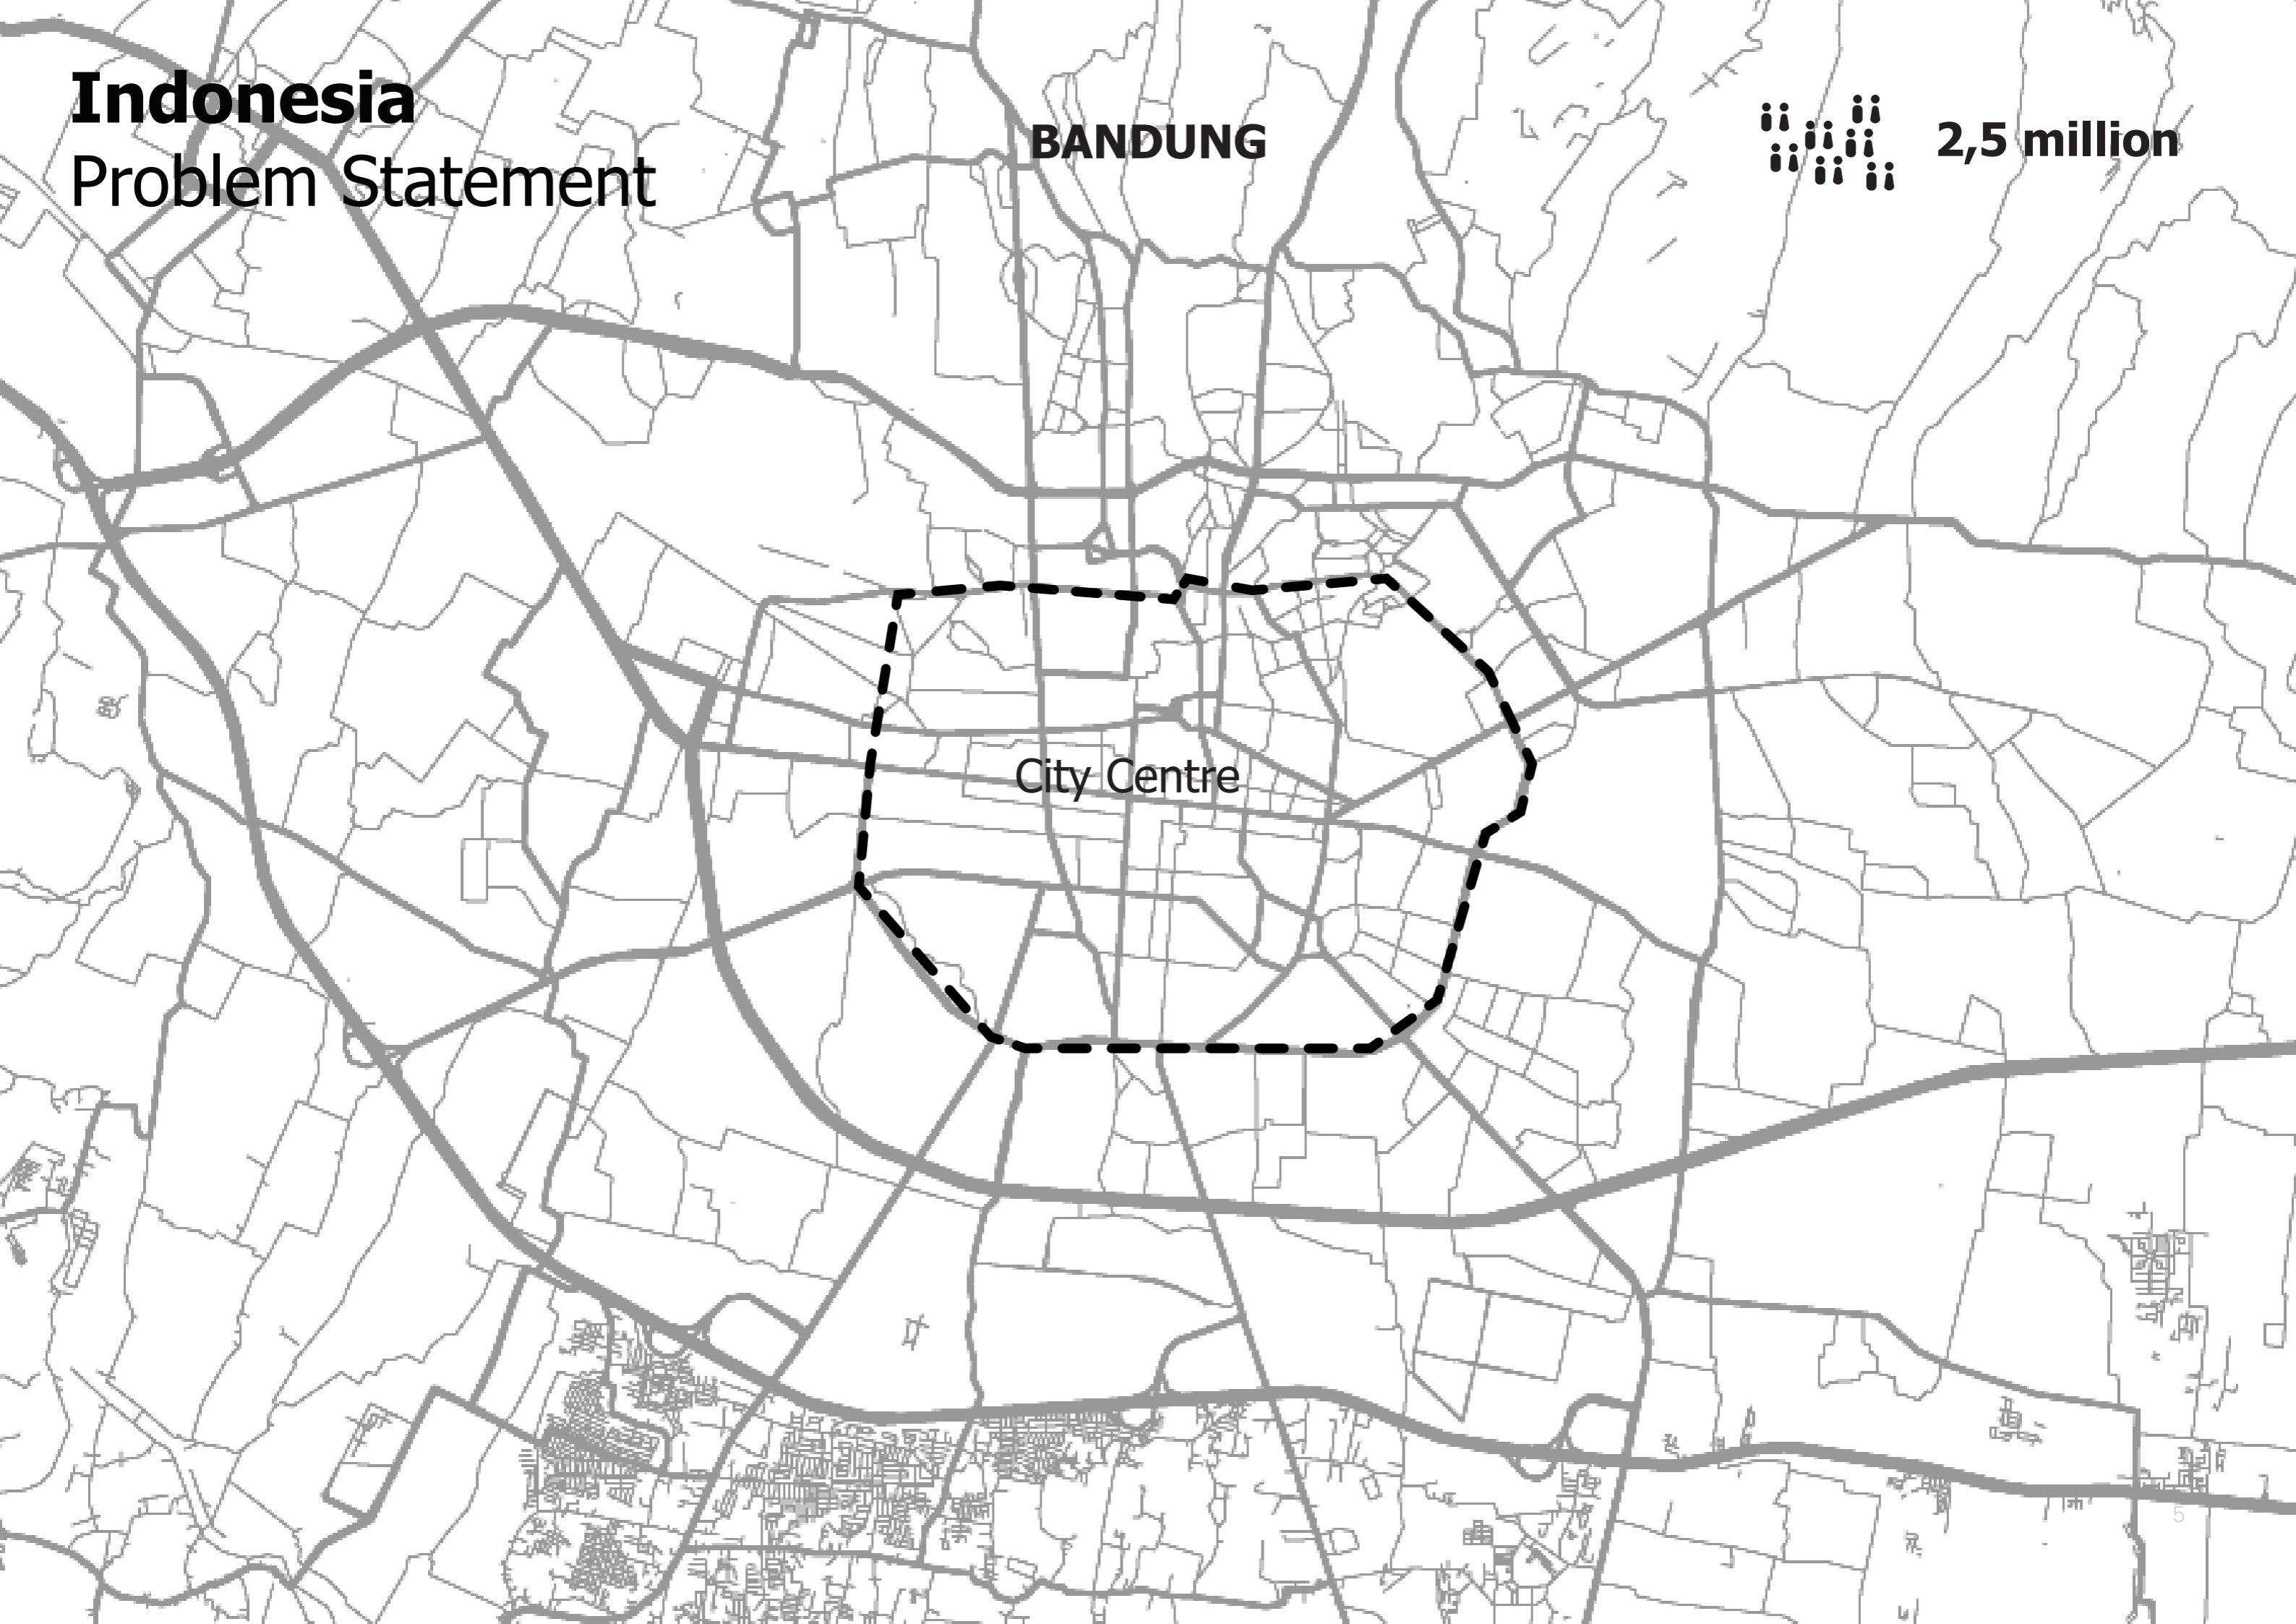 Indonesia
Problem Statement
BANDUNG
2,5 million
City Centre
5